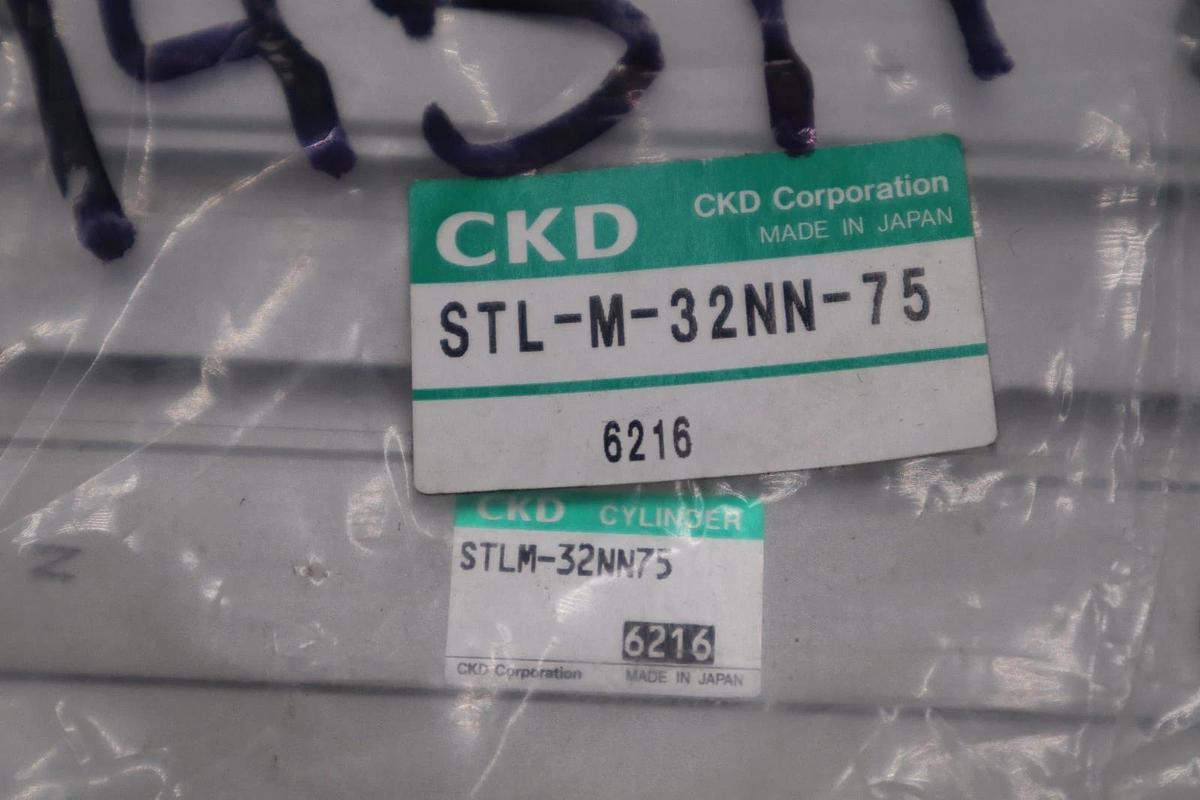 CKD
CKD Corporation
MADE IN JAPAN
STL-M-32NN-75
6216
CKD CYLINDER
STLM-32NN75
6216
CKD Corporation MADE IN JAPAN
N